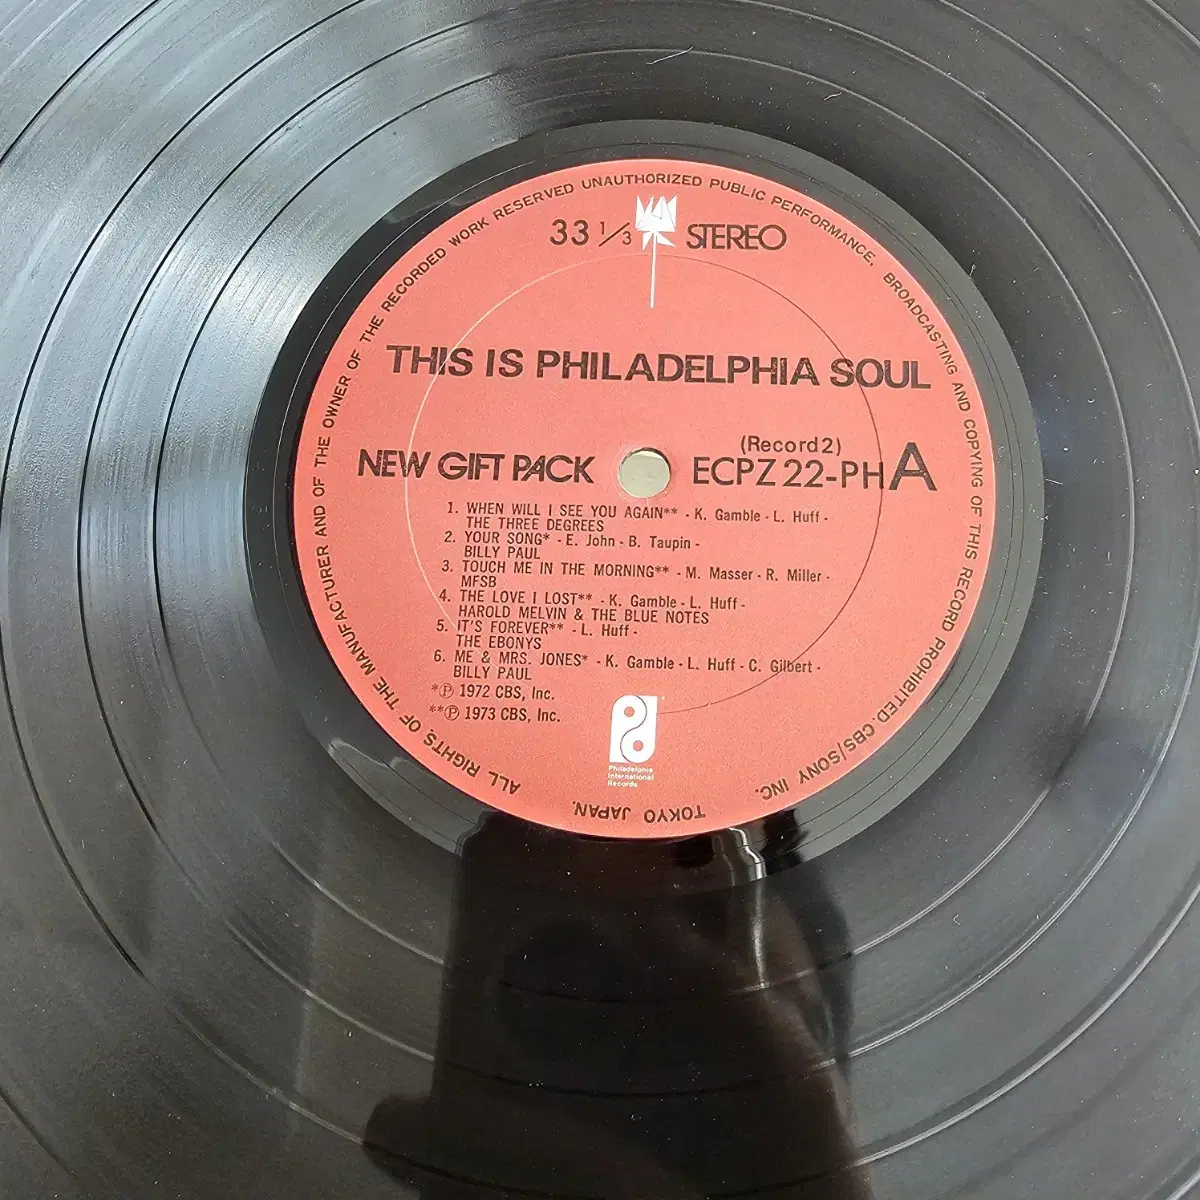 ALL RIGHTS OF THE MANUFACTURER AND OF THE OWNER OF THE RECORDED WORK RESERVED UNAUTHORIZED PUBLIC PERFORMANCE, BROADCASTING AND COPYING OF THIS RECORD PROHIBITED. CBS/SONY INC.
TOKYO JAPAN.
33 1/3 STEREO
THIS IS PHILADELPHIA SOUL
(Record 2)
NEW GIFT PACK ECPZ 22-PH A
1. WHEN WILL I SEE YOU AGAIN** - K. Gamble - L. Huff -
THE THREE DEGREES
2. YOUR SONG* - E. John - B. Taupin -
BILLY PAUL
3. TOUCH ME IN THE MORNING** - M. Masser - R. Miller -
MFSB
4. THE LOVE I LOST** - K. Gamble - L. Huff -
HAROLD MELVIN & THE BLUE NOTES
5. IT'S FOREVER** - L. Huff -
THE EBONYS
6. ME & MRS. JONES* - K. Gamble - L. Huff - C. Gilbert -
BILLY PAUL
*℗ 1972 CBS, Inc.
**℗ 1973 CBS, Inc.
Philadelphia
International
Records